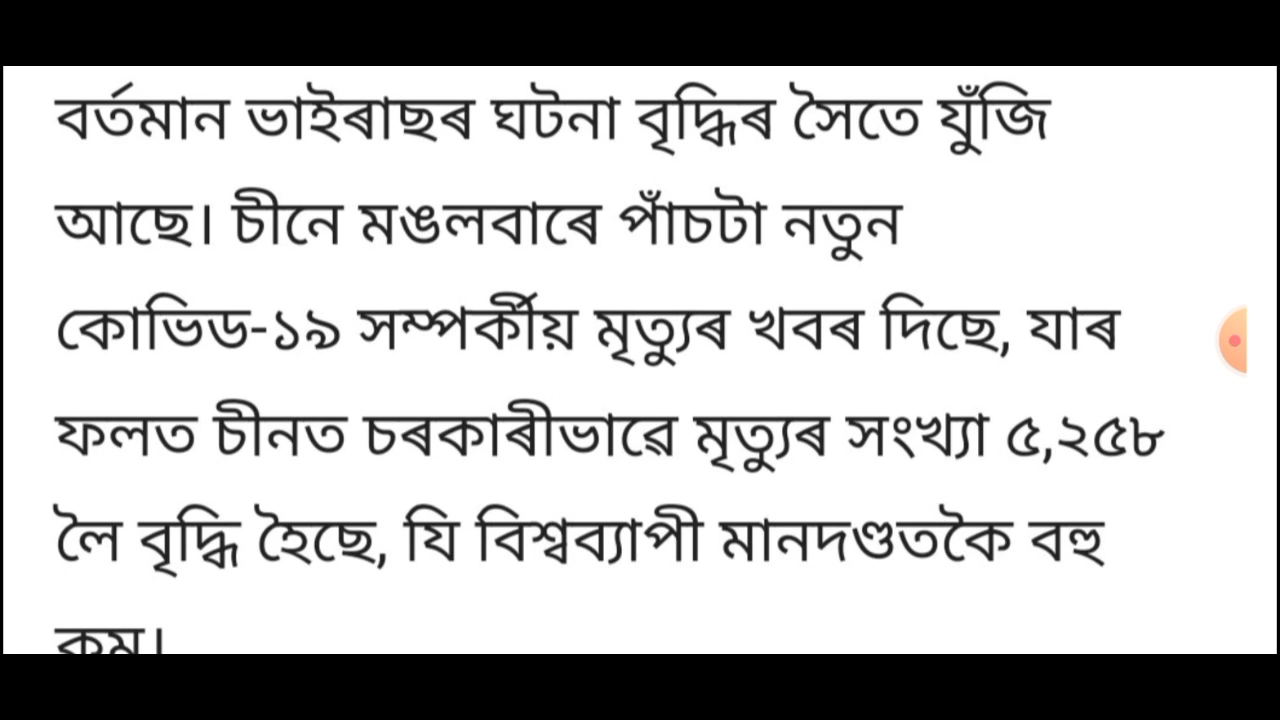 বৰ্তমান ভাইৰাছৰ ঘটনা বৃদ্ধিৰ সৈতে যুঁজি
আছে। চীনে মঙলবাৰে পাঁচটা নতুন
কোভিড-১৯ সম্পৰ্কীয় মৃত্যুৰ খবৰ দিছে, যাৰ
ফলত চীনত চৰকাৰীভাৱে মৃত্যুৰ সংখ্যা ৫,২৫৮
লৈ বৃদ্ধি হৈছে, যি বিশ্বব্যাপী মানদণ্ডতকৈ বহু
কম।